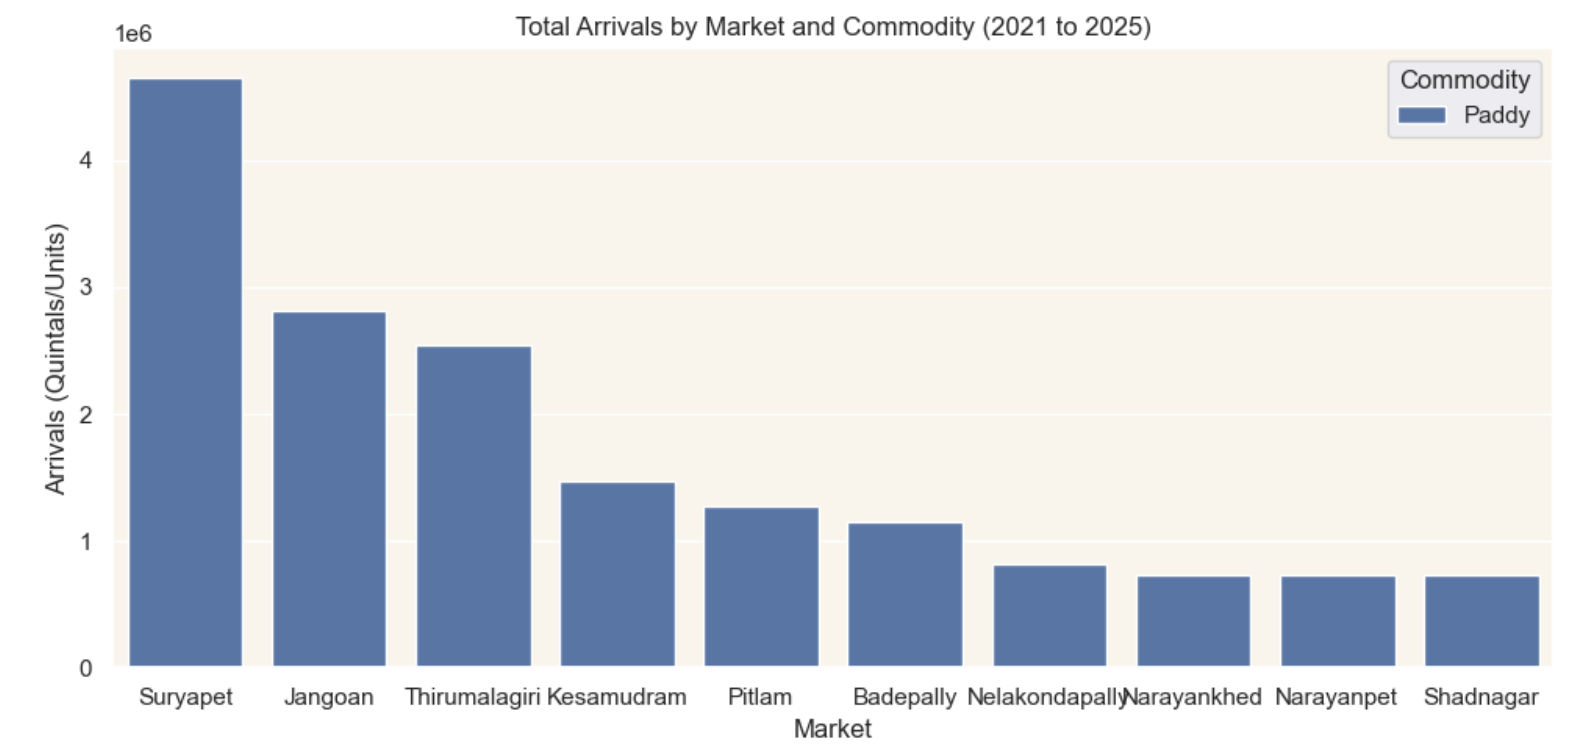 Total Arrivals by Market and Commodity (2021 to 2025)
1e6
Commodity
Paddy
Arrivals (Quintals/Units)
4
3
2
1
0
Suryapet Jangoan Thirumalagiri Kesamudram Pitlam Badepally Nelakondapally Narayankhed Narayanpet Shadnagar
Market